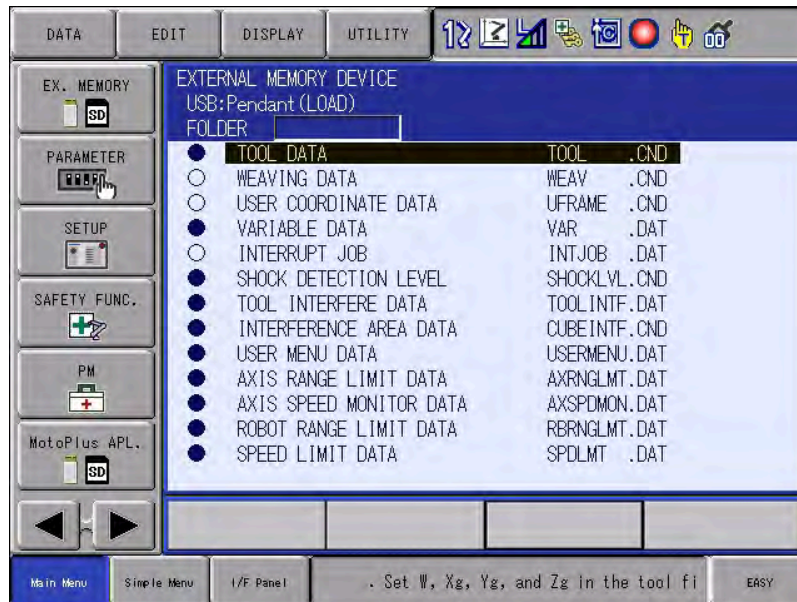 DATA EDIT DISPLAY UTILITY
EX. MEMORY
SD
PARAMETER
SETUP
SAFETY FUNC.
PM
MotoPlus APL.
SD
EXTERNAL MEMORY DEVICE
USB:Pendant(LOAD)
FOLDER
TOOL DATA TOOL .CND
WEAVING DATA WEAV .CND
USER COORDINATE DATA UFRAME .CND
VARIABLE DATA VAR .DAT
INTERRUPT JOB INTJOB .DAT
SHOCK DETECTION LEVEL SHOCKLVL.CND
TOOL INTERFERE DATA TOOLINTF.DAT
INTERFERENCE AREA DATA CUBEINTF.CND
USER MENU DATA USERMENU.DAT
AXIS RANGE LIMIT DATA AXRNGLMT.DAT
AXIS SPEED MONITOR DATA AXSPDMON.DAT
ROBOT RANGE LIMIT DATA RBRNGLMT.DAT
SPEED LIMIT DATA SPDLMT .DAT
Main Menu Simple Menu I/F Panel . Set W, Xg, Yg, and Zg in the tool fi EASY